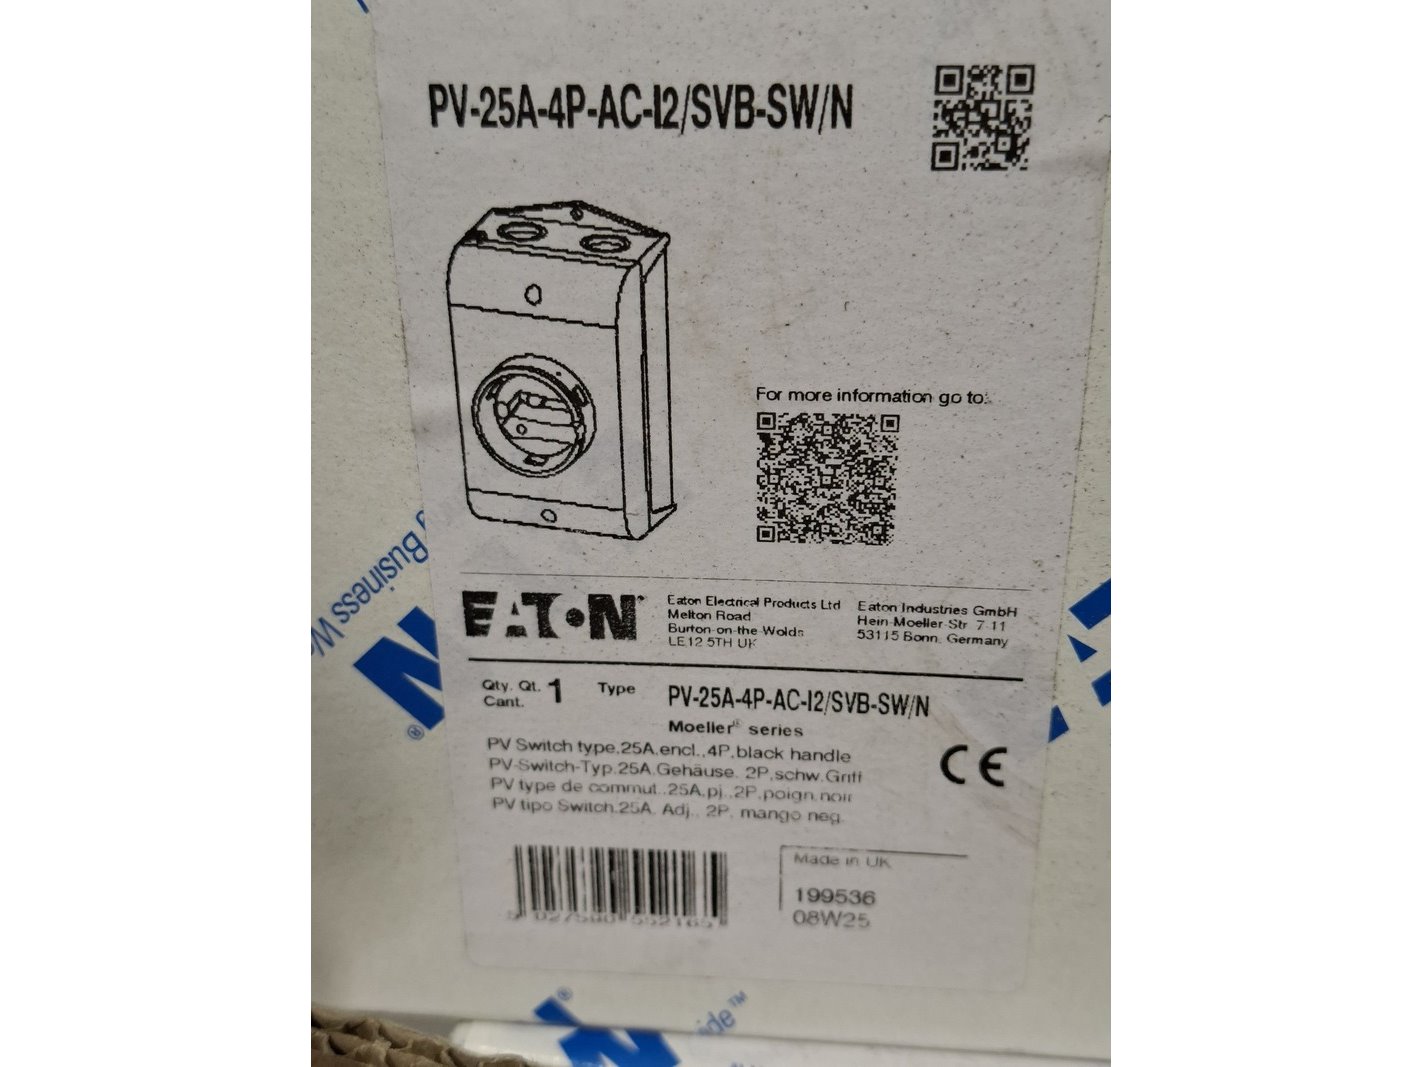 PV-25A-4P-AC-I2/SVB-SW/N
For more information go to:
Business
EATON
Eaton Electrical Products Ltd
Melton Road
Burton-on-the-Wolds
LE12 5TH UK
Eaton Industries GmbH
Hein-Moeller-Str. 7-11
53115 Bonn, Germany
Qty. Qt. 1
Cant.
Type PV-25A-4P-AC-I2/SVB-SW/N
Moeller® series
PV Switch type,25A,encl.,4P,black handle
PV-Switch-Typ,25A,Gehäuse, 2P,schw.Griff
PV type de commut.,25A,pj.,2P,poign.noir
PV tipo Switch,25A, Adj., 2P, mango neg.
CE
Made in UK
199536
08W25